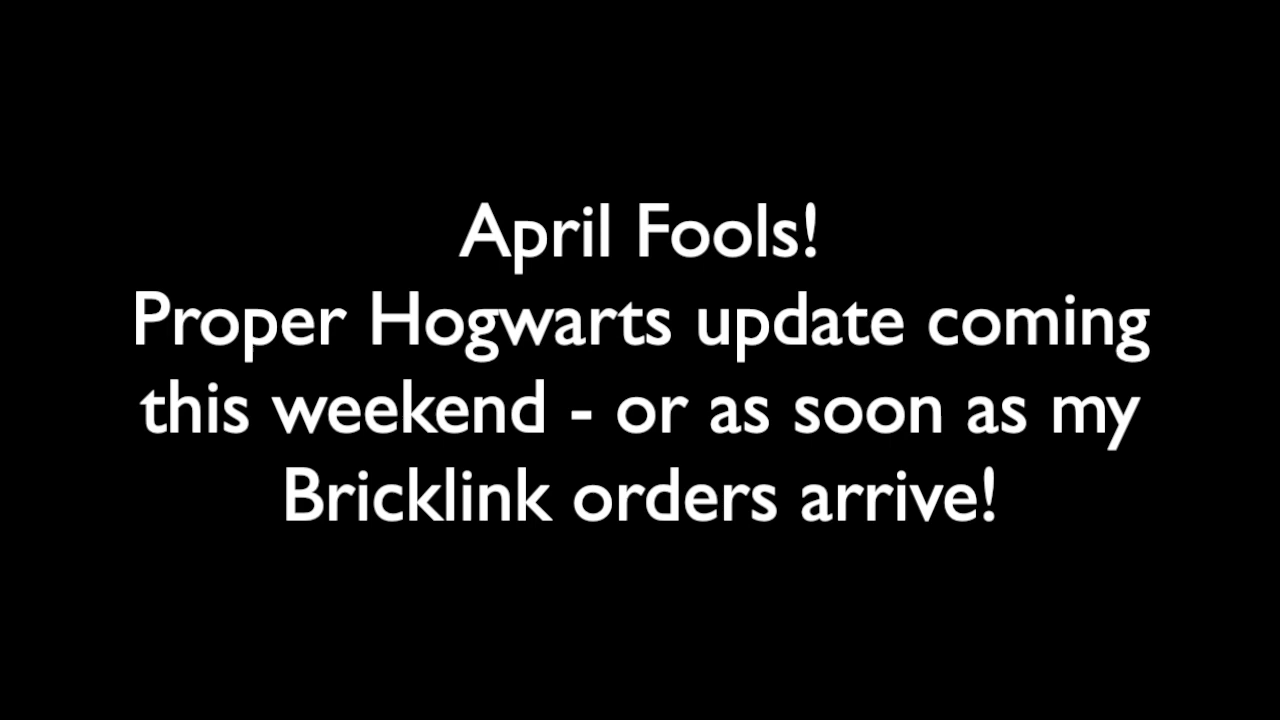 April Fools!
Proper Hogwarts update coming
this weekend - or as soon as my
Bricklink orders arrive!